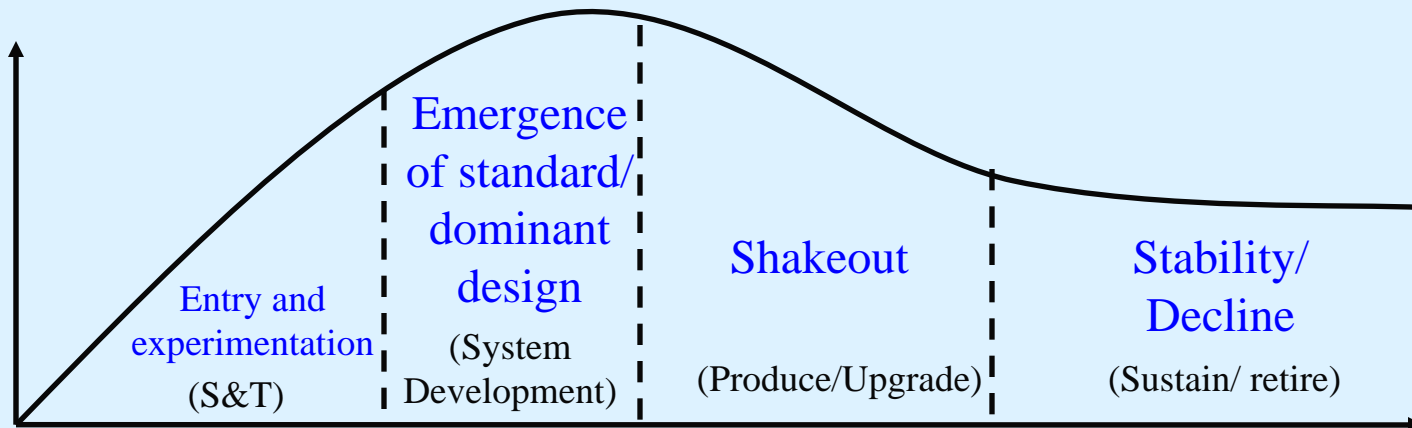 Entry and
experimentation
(S&T)
Emergence
of standard/
dominant
design
(System
Development)
Shakeout
(Produce/Upgrade)
Stability/
Decline
(Sustain/ retire)